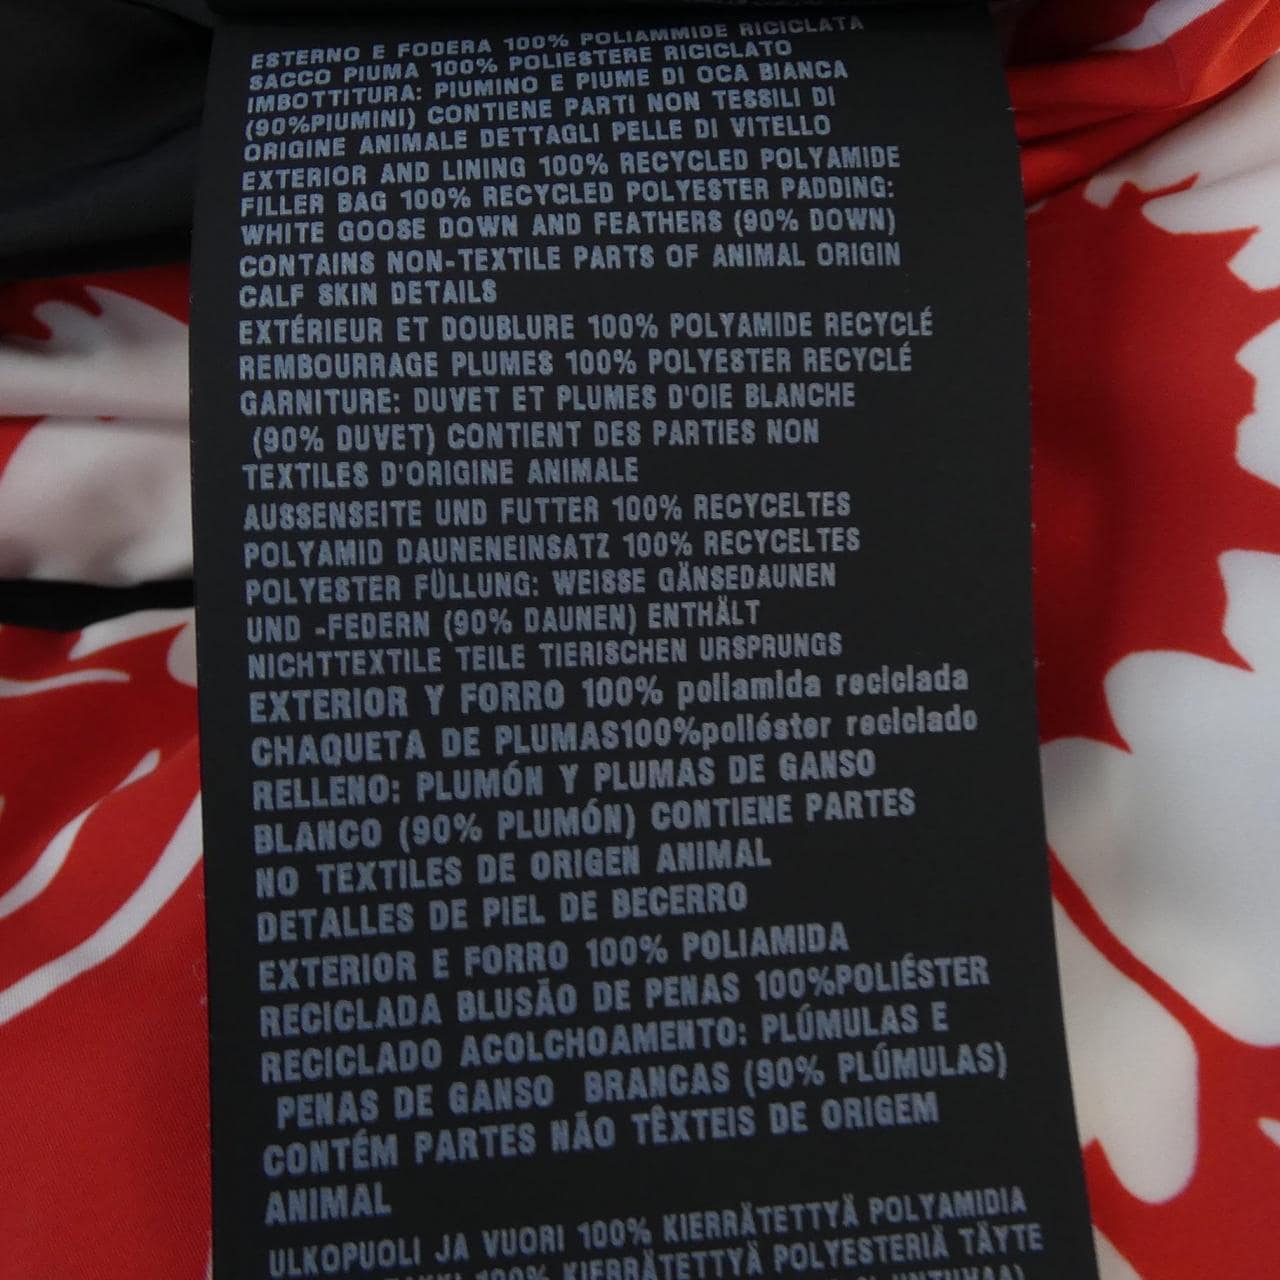 ESTERNO E FODERA 100% POLIAMMIDE RICICLATA
SACCO PIUMA 100% POLIESTERE RICICLATO
IMBOTTITURA: PIUMINO E PIUME DI OCA BIANCA
(90%PIUMINI) CONTIENE PARTI NON TESSILI DI
ORIGINE ANIMALE DETTAGLI PELLE DI VITELLO
EXTERIOR AND LINING 100% RECYCLED POLYAMIDE
FILLER BAG 100% RECYCLED POLYESTER PADDING:
WHITE GOOSE DOWN AND FEATHERS (90% DOWN)
CONTAINS NON-TEXTILE PARTS OF ANIMAL ORIGIN
CALF SKIN DETAILS
EXTÉRIEUR ET DOUBLURE 100% POLYAMIDE RECYCLÉ
REMBOURRAGE PLUMES 100% POLYESTER RECYCLÉ
GARNITURE: DUVET ET PLUMES D'OIE BLANCHE
(90% DUVET) CONTIENT DES PARTIES NON
TEXTILES D'ORIGINE ANIMALE
AUSSENSEITE UND FUTTER 100% RECYCELTES
POLYAMID DAUNENEINSATZ 100% RECYCELTES
POLYESTER FÜLLUNG: WEISSE GÄNSEDAUNEN
UND -FEDERN (90% DAUNEN) ENTHÄLT
NICHTTEXTILE TEILE TIERISCHEN URSPRUNGS
EXTERIOR Y FORRO 100% poliamida reciclada
CHAQUETA DE PLUMAS100%poliéster reciclado
RELLENO: PLUMÓN Y PLUMAS DE GANSO
BLANCO (90% PLUMÓN) CONTIENE PARTES
NO TEXTILES DE ORIGEN ANIMAL
DETALLES DE PIEL DE BECERRO
EXTERIOR E FORRO 100% POLIAMIDA
RECICLADA BLUSÃO DE PENAS 100%POLIÉSTER
RECICLADO ACOLCHOAMENTO: PLÚMULAS E
PENAS DE GANSO BRANCAS (90% PLÚMULAS)
CONTÉM PARTES NÃO TÊXTEIS DE ORIGEM
ANIMAL
ULKOPUOLI JA VUORI 100% KIERRÄTETTYÄ POLYAMIDIA
100% KIERRÄTETTYÄ POLYESTERIÄ TÄYTE